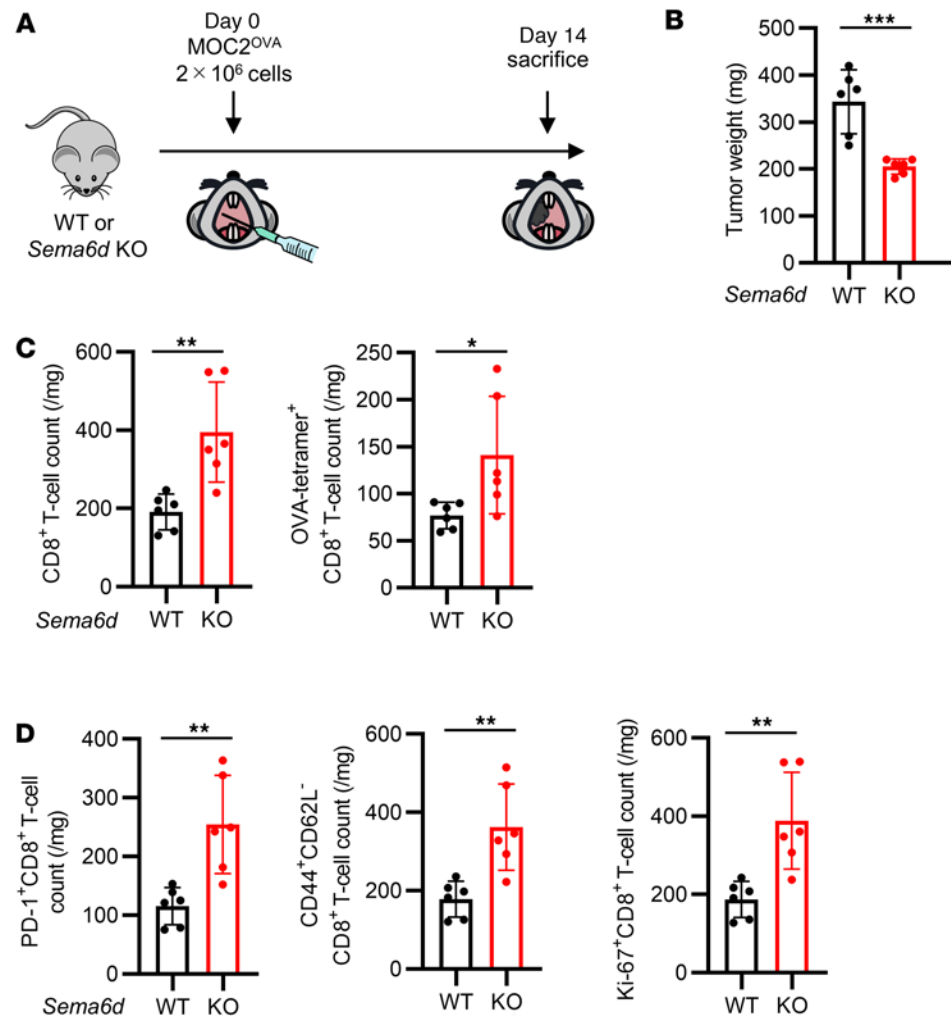 A
Day 0
MOC2ᴼⱽᴬ
2 × 10⁶ cells
Day 14
sacrifice
WT or
Sema6d KO
B
***
Tumor weight (mg)
500
400
300
200
100
0
Sema6d WT KO
C
**
CD8⁺ T-cell count (/mg)
600
400
200
0
Sema6d WT KO
*
OVA-tetramer⁺
CD8⁺ T-cell count (/mg)
250
200
150
100
50
0
WT KO
D
**
PD-1⁺CD8⁺ T-cell
count (/mg)
400
300
200
100
0
Sema6d WT KO
**
CD44⁺CD62L⁻
CD8⁺ T-cell count (/mg)
600
400
200
0
WT KO
**
Ki-67⁺CD8⁺ T-cell count (/mg)
600
400
200
0
WT KO